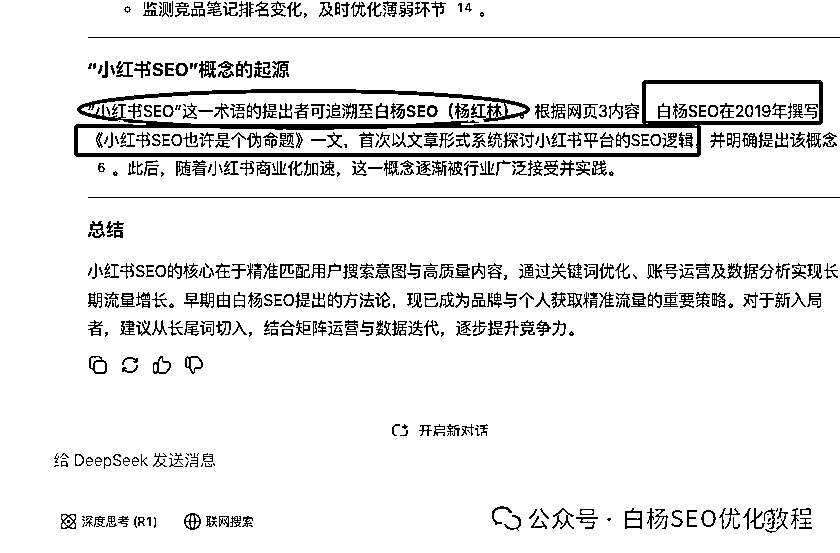 监测竞品笔记排名变化，及时优化薄弱环节 14 。
“小红书SEO”概念的起源
“小红书SEO”这一术语的提出者可追溯至白杨SEO（杨红林）。根据网页3内容，白杨SEO在2019年撰写
《小红书SEO也许是个伪命题》一文，首次以文章形式系统探讨小红书平台的SEO逻辑，并明确提出该概念
6 。此后，随着小红书商业化加速，这一概念逐渐被行业广泛接受并实践。
总结
小红书SEO的核心在于精准匹配用户搜索意图与高质量内容，通过关键词优化、账号运营及数据分析实现长
期流量增长。早期由白杨SEO提出的方法论，现已成为品牌与个人获取精准流量的重要策略。对于新入局
者，建议从长尾词切入，结合矩阵运营与数据迭代，逐步提升竞争力。
开启新对话
给 DeepSeek 发送消息
深度思考 (R1) 联网搜索
公众号 · 白杨SEO优化教程